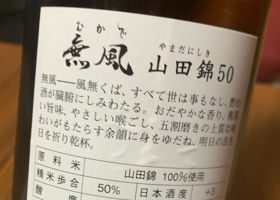 むかで
無風
やまだにしき
山田錦50
無風――風無くば、すべて世は事もなし、
酒が臓腑にしみわたる。おだやかな香り、
い旨味、やさしい喉ごし、五割磨きの上質な味
わいがもたらす余韻に身をゆだね、明日の
日を祈り乾杯。
原料米 山田錦 100%使用
精米歩合 50% 日本酒度 +3
酸度